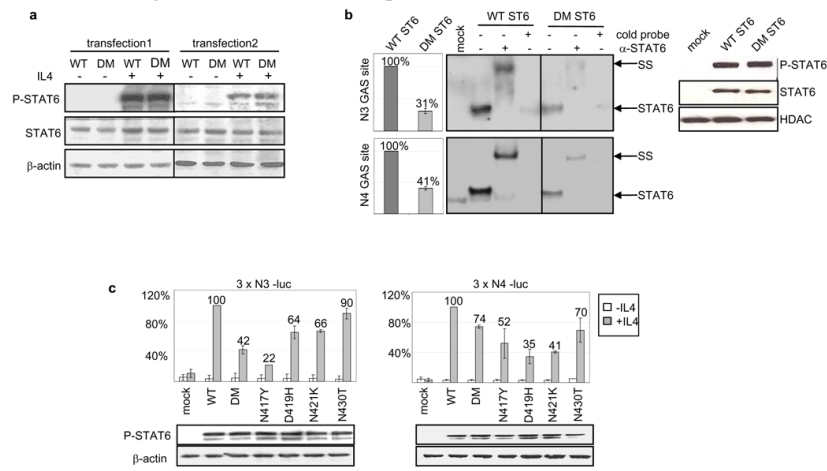 a
transfection1 transfection2
WT DM WT DM WT DM WT DM
IL4 - - + + - - + +
P-STAT6
STAT6
β-actin
b
WT ST6 DM ST6
WT ST6 DM ST6 mock - - + - - + cold probe
- + - - + - α-STAT6
N3 GAS site
100%
31%
SS
STAT6
N4 GAS site
100%
41%
SS
STAT6
mock WT ST6 DM ST6
P-STAT6
STAT6
HDAC
c
3 x N3 -luc
120%
80%
40%
100 42 22 64 66 90
mock WT DM N417Y D419H N421K N430T
P-STAT6
β-actin
3 x N4 -luc
120%
80%
40%
100 74 52 35 41 70
mock WT DM N417Y D419H N421K N430T
-IL4
+IL4